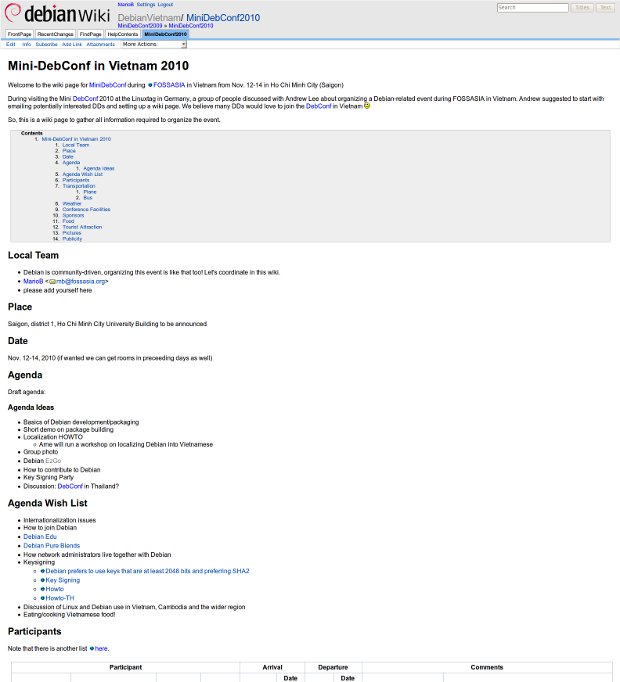 debian wiki
MarioB Settings Logout
DebianVietnam/ MiniDebConf2010
MiniDebConf2009 » MiniDebConf2010
Search
Titles Text
FrontPage RecentChanges FindPage HelpContents MiniDebConf2010
Edit Info Subscribe Add Link Attachments More Actions:
Mini-DebConf in Vietnam 2010
Welcome to the wiki page for MiniDebConf during FOSSASIA in Vietnam from Nov. 12-14 in Ho Chi Minh City (Saigon)
During visiting the Mini DebConf 2010 at the Linuxtag in Germany, a group of people discussed with Andrew Lee about organizing a Debian-related event during FOSSASIA in Vietnam. Andrew suggested to start with
emailing potentially interested DDs and setting up a wiki page. We believe many DDs would love to join the DebConf in Vietnam
So, this is a wiki page to gather all information required to organize the event.
Contents
1. Mini-DebConf in Vietnam 2010
1. Local Team
2. Place
3. Date
4. Agenda
1. Agenda Ideas
5. Agenda Wish List
6. Participants
7. Transportation
1. Plane
2. Bus
8. Weather
9. Conference Facilities
10. Sponsors
11. Food
12. Tourist Attraction
13. Pictures
14. Publicity
Local Team
• Debian is community-driven, organizing this event is like that too! Let's coordinate in this wiki.
• MarioB <mb@fossasia.org>
• please add yourself here
Place
Saigon, district 1, Ho Chi Minh City University Building to be announced
Date
Nov. 12-14, 2010 (if wanted we can get rooms in preceeding days as well)
Agenda
Draft agenda:
Agenda Ideas
• Basics of Debian development/packaging
• Short demo on package building
• Localization HOWTO
○ Arne will run a workshop on localizing Debian into Vietnamese
• Group photo
• Debian EzGo
• How to contribute to Debian
• Key Signing Party
• Discussion: DebConf in Thailand?
Agenda Wish List
• Internationalization issues
• How to join Debian
• Debian Edu
• Debian Pure Blends
• How network administrators live together with Debian
• Keysigning
○ Debian prefers to use keys that are at least 2048 bits and preferring SHA2
○ Key Signing
○ Howto
○ Howto-TH
• Discussion of Linux and Debian use in Vietnam, Cambodia and the wider region
• Eating/cooking Vietnamese food!
Participants
Note that there is another list here.
Participant Arrival Departure Comments
Date Date